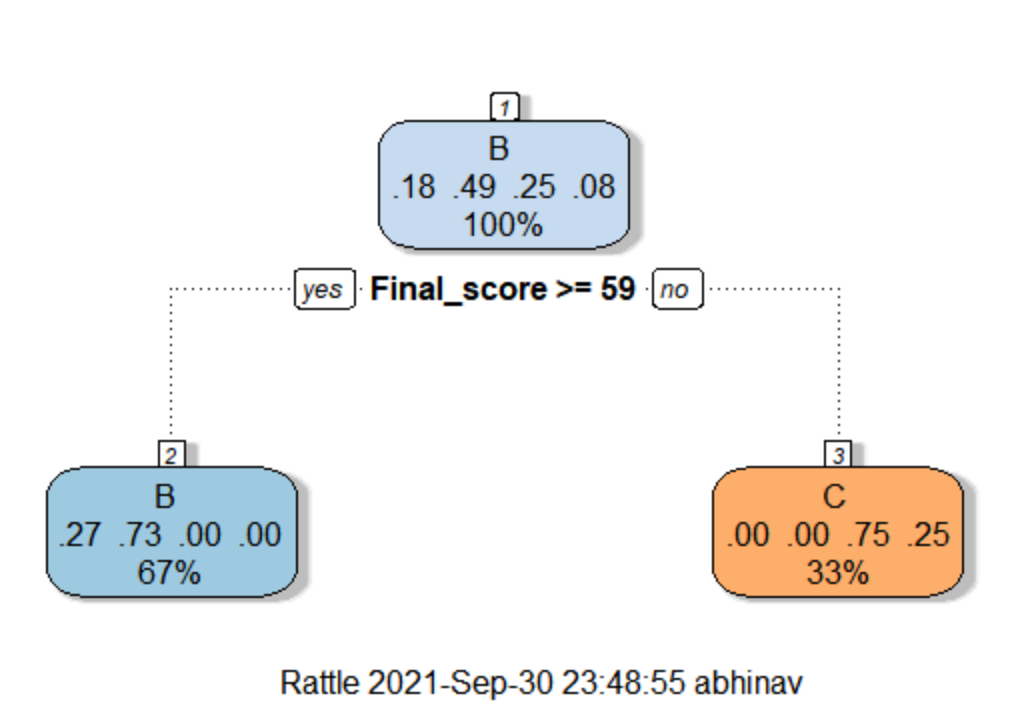 1
B
.18 .49 .25 .08
100%
yes Final_score >= 59 no
2
B
.27 .73 .00 .00
67%
3
C
.00 .00 .75 .25
33%
Rattle 2021-Sep-30 23:48:55 abhinav